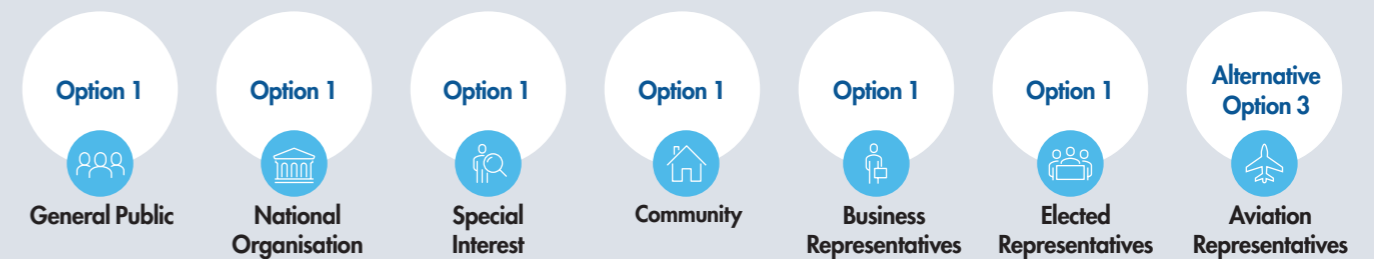 Option 1
General Public
Option 1
National
Organisation
Option 1
Special
Interest
Option 1
Community
Option 1
Business
Representatives
Option 1
Elected
Representatives
Alternative
Option 3
Aviation
Representatives